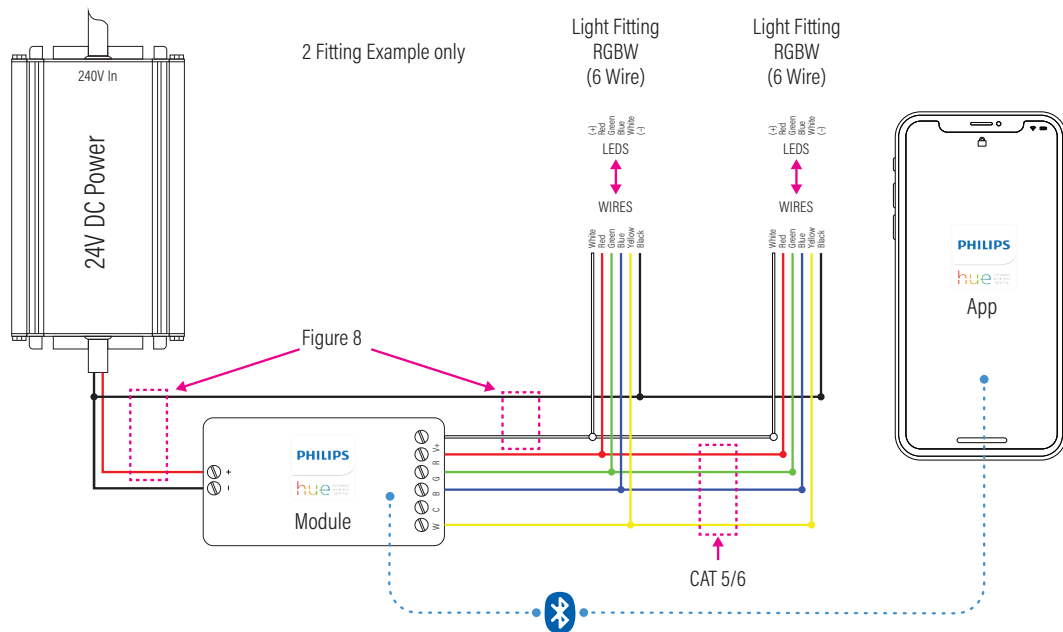 240V In
24V DC Power
2 Fitting Example only
Light Fitting
RGBW
(6 Wire)
(+)
Red
Green
Blue
White
(-)
LEDS
WIRES
White
Red
Green
Blue
Yellow
Black
Light Fitting
RGBW
(6 Wire)
(+)
Red
Green
Blue
White
(-)
LEDS
WIRES
White
Red
Green
Blue
Yellow
Black
PHILIPS
hue
App
Figure 8
+
–
PHILIPS
hue
Module
V+
R
G
B
C
W
CAT 5/6